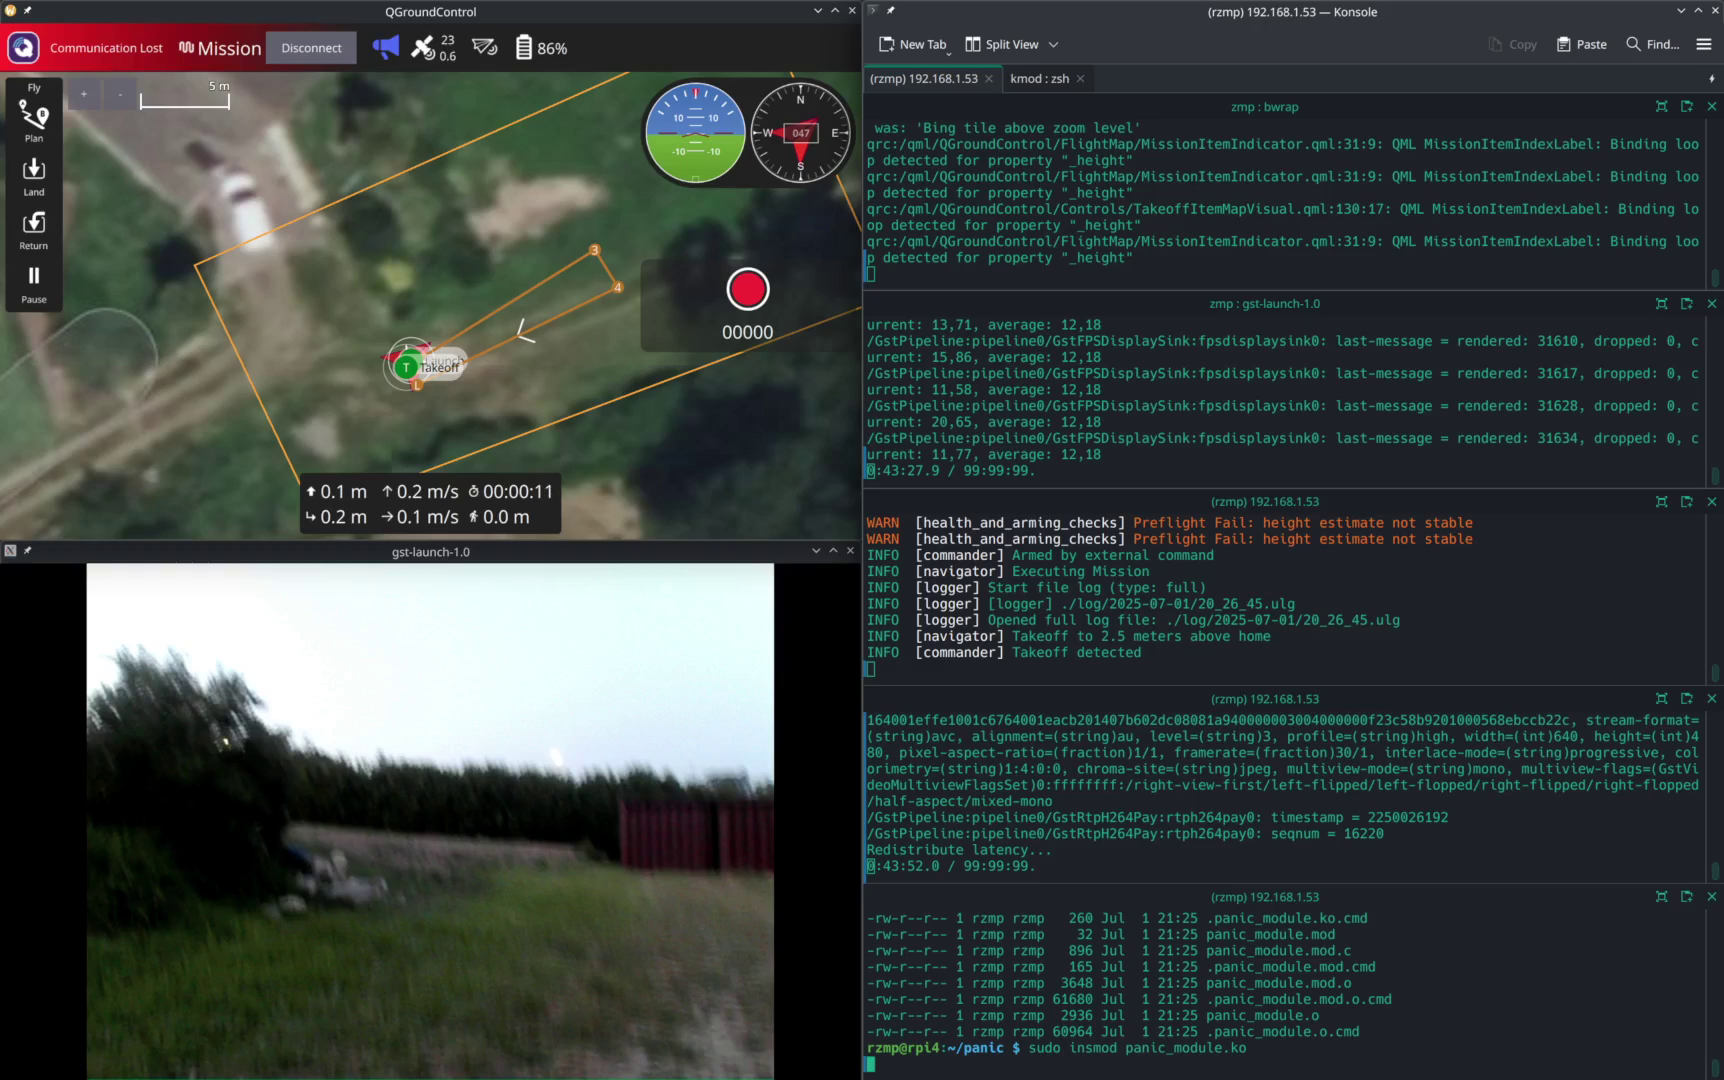 QGroundControl
Communication Lost
Mission
Disconnect
23
0.6
86%
Fly
Plan
Land
Return
Pause
+
-
5 m
10
10
-10
-10
N
W
047
E
S
3
4
00000
Launch
T
Takeoff
L
0.1 m
0.2 m/s
00:00:11
0.2 m
0.1 m/s
0.0 m
gst-launch-1.0
(rzmp) 192.168.1.53 — Konsole
New Tab
Split View
Copy
Paste
Find...
(rzmp) 192.168.1.53
kmod : zsh
zmp : bwrap
was: 'Bing tile above zoom level'
qrc:/qml/QGroundControl/FlightMap/MissionItemIndicator.qml:31:9: QML MissionItemIndexLabel: Binding loo
p detected for property "_height"
qrc:/qml/QGroundControl/FlightMap/MissionItemIndicator.qml:31:9: QML MissionItemIndexLabel: Binding loo
p detected for property "_height"
qrc:/qml/QGroundControl/Controls/TakeoffItemMapVisual.qml:130:17: QML MissionItemIndexLabel: Binding lo
op detected for property "_height"
qrc:/qml/QGroundControl/FlightMap/MissionItemIndicator.qml:31:9: QML MissionItemIndexLabel: Binding loo
p detected for property "_height"
zmp : gst-launch-1.0
urrent: 13,71, average: 12,18
/GstPipeline:pipeline0/GstFPSDisplaySink:fpsdisplaysink0: last-message = rendered: 31610, dropped: 0, c
urrent: 15,86, average: 12,18
/GstPipeline:pipeline0/GstFPSDisplaySink:fpsdisplaysink0: last-message = rendered: 31617, dropped: 0, c
urrent: 11,58, average: 12,18
/GstPipeline:pipeline0/GstFPSDisplaySink:fpsdisplaysink0: last-message = rendered: 31628, dropped: 0, c
urrent: 20,65, average: 12,18
/GstPipeline:pipeline0/GstFPSDisplaySink:fpsdisplaysink0: last-message = rendered: 31634, dropped: 0, c
urrent: 11,77, average: 12,18
0:43:27.9 / 99:99:99.
(rzmp) 192.168.1.53
WARN [health_and_arming_checks] Preflight Fail: height estimate not stable
WARN [health_and_arming_checks] Preflight Fail: height estimate not stable
INFO [commander] Armed by external command
INFO [navigator] Executing Mission
INFO [logger] Start file log (type: full)
INFO [logger] [logger] ./log/2025-07-01/20_26_45.ulg
INFO [logger] Opened full log file: ./log/2025-07-01/20_26_45.ulg
INFO [navigator] Takeoff to 2.5 meters above home
INFO [commander] Takeoff detected
(rzmp) 192.168.1.53
164001effe1001c6764001eacb201407b602dc08081a940000003004000000f23c58b9201000568ebccb22c, stream-format=
(string)avc, alignment=(string)au, level=(string)3, profile=(string)high, width=(int)640, height=(int)4
80, pixel-aspect-ratio=(fraction)1/1, framerate=(fraction)30/1, interlace-mode=(string)progressive, col
orimetry=(string)1:4:0:0, chroma-site=(string)jpeg, multiview-mode=(string)mono, multiview-flags=(GstVi
deoMultiviewFlagsSet)0:ffffffff:/right-view-first/left-flipped/left-flopped/right-flipped/right-flopped
/half-aspect/mixed-mono
/GstPipeline:pipeline0/GstRtpH264Pay:rtph264pay0: timestamp = 2250026192
/GstPipeline:pipeline0/GstRtpH264Pay:rtph264pay0: seqnum = 16220
Redistribute latency...
0:43:52.0 / 99:99:99.
(rzmp) 192.168.1.53
-rw-r--r-- 1 rzmp rzmp 260 Jul 1 21:25 .panic_module.ko.cmd
-rw-r--r-- 1 rzmp rzmp 32 Jul 1 21:25 panic_module.mod
-rw-r--r-- 1 rzmp rzmp 896 Jul 1 21:25 panic_module.mod.c
-rw-r--r-- 1 rzmp rzmp 165 Jul 1 21:25 .panic_module.mod.cmd
-rw-r--r-- 1 rzmp rzmp 3648 Jul 1 21:25 panic_module.mod.o
-rw-r--r-- 1 rzmp rzmp 61680 Jul 1 21:25 .panic_module.mod.o.cmd
-rw-r--r-- 1 rzmp rzmp 2936 Jul 1 21:25 panic_module.o
-rw-r--r-- 1 rzmp rzmp 60964 Jul 1 21:25 .panic_module.o.cmd
rzmp@rpi4:~/panic $ sudo insmod panic_module.ko